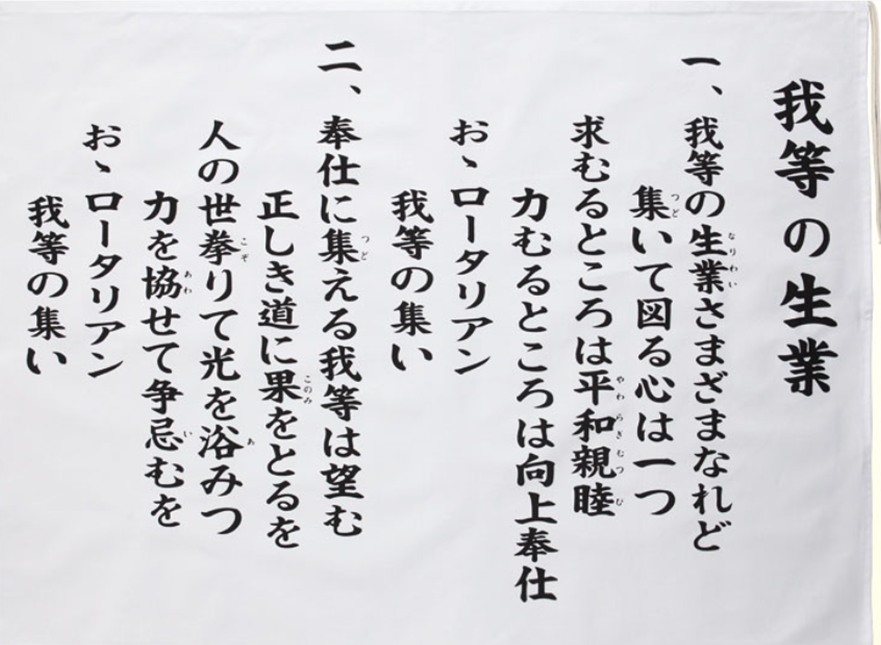 我等の生業
一、我等の生業さまざまなれど
集いて図る心は一つ
求むるところは平和親睦
力むるところは向上奉仕
おゝロータリアン
我等の集い
二、奉仕に集える我等は望む
正しき道に果をとるを
人の世拳りて光を浴みつ
力を協せて争忌むを
おゝロータリアン
我等の集い